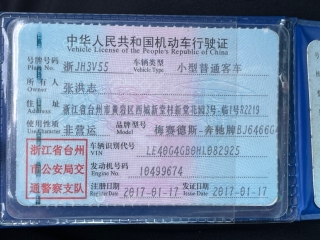 中华人民共和国机动车行驶证
Vehicle License of the People's Republic of China
号牌号码 Plate No. 浙JH3V55 车辆类型 Vehicle Type 小型普通客车
所有人 Owner 张洪志
住址 Address 浙江省台州市黄岩区西城新堂村新堂花园3号-临1号B2219
使用性质 Use Character 非营运 品牌型号 Model 梅赛德斯-奔驰牌BJ6466G4
浙江省台州市公安局交通警察支队
车辆识别代号 VIN LE40G4GB0HL082925
发动机号码 Engine No. 10499674
注册日期 Register Date 2017-01-17 发证日期 Issue Date 2017-01-17